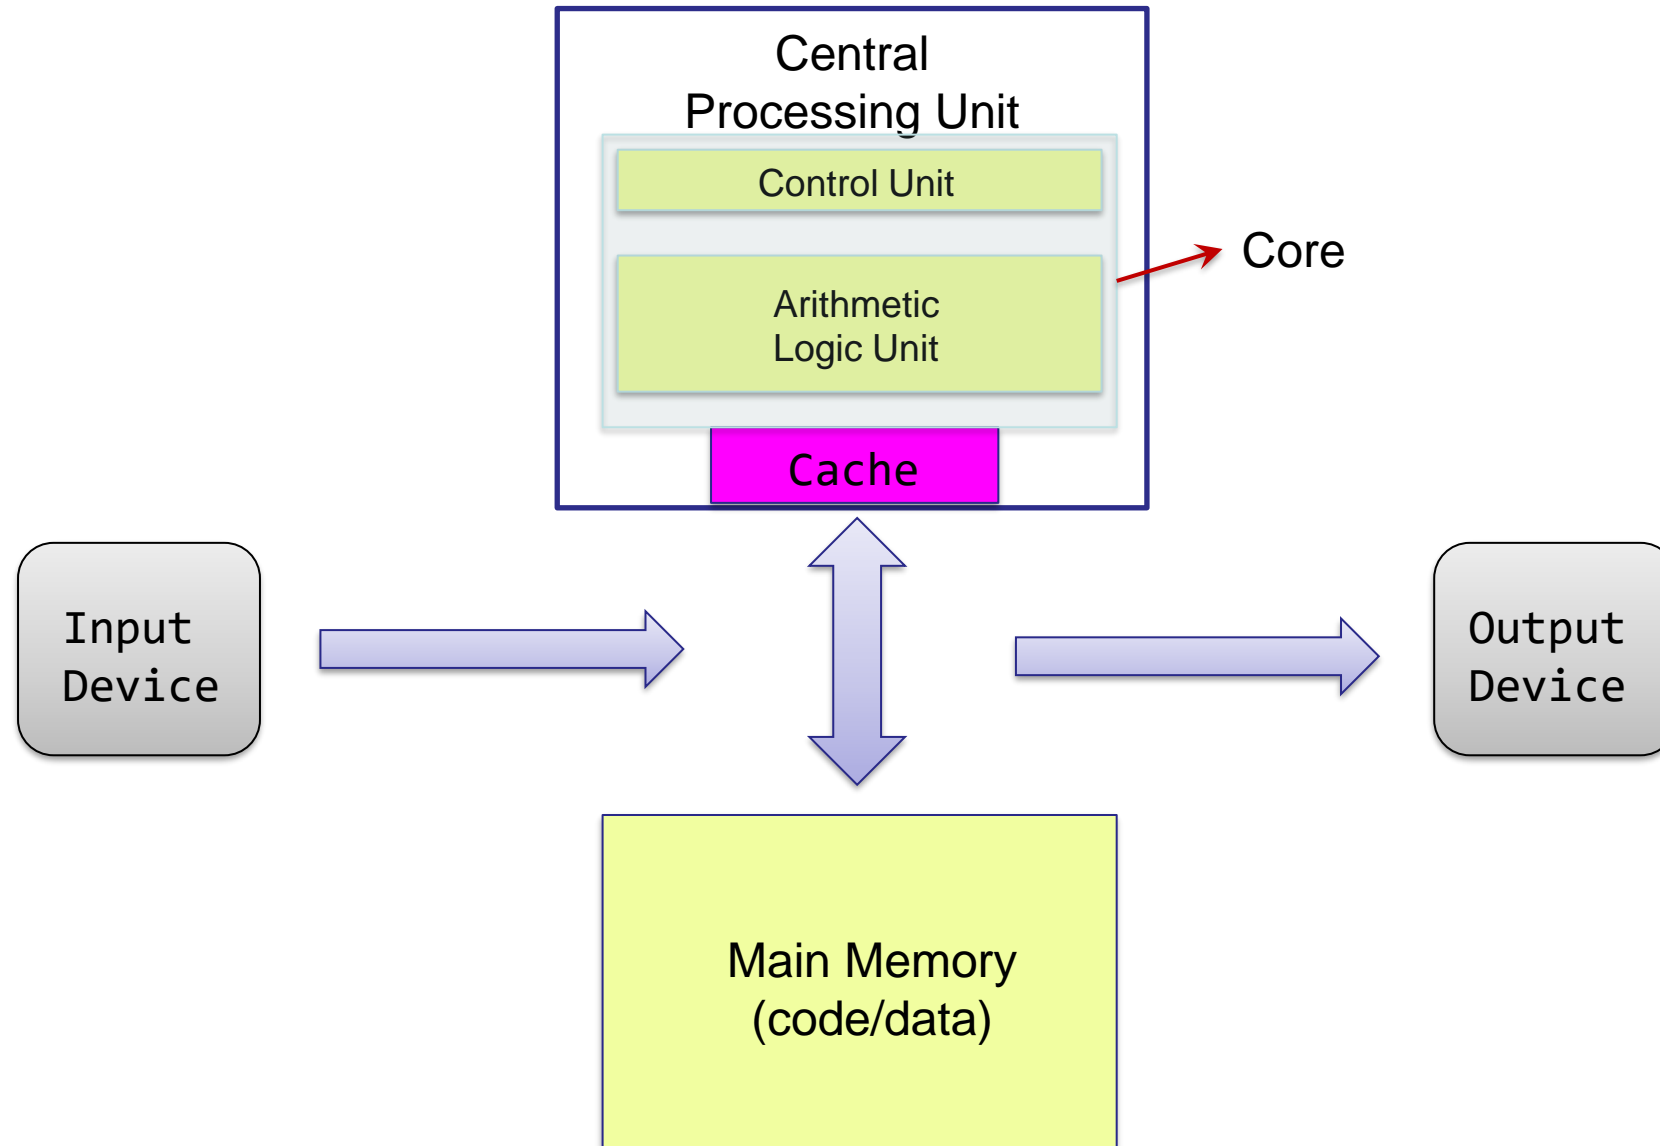 Central
Processing Unit
Control Unit
Core
Arithmetic
Logic Unit
Cache
Input
Device
Output
Device
Main Memory
(code/data)